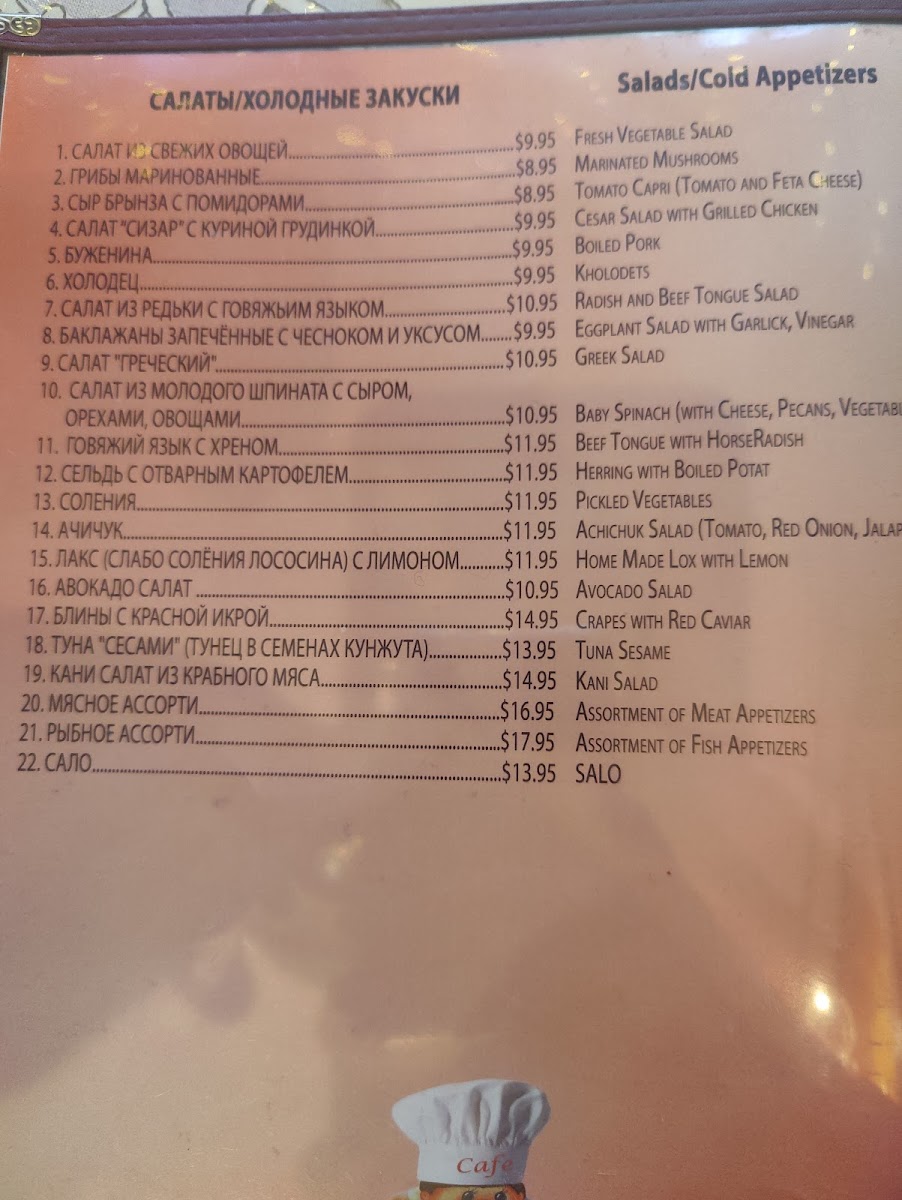 САЛАТЫ/ХОЛОДНЫЕ ЗАКУСКИ Salads/Cold Appetizers
1. САЛАТ ИЗ СВЕЖИХ ОВОЩЕЙ $9.95 FRESH VEGETABLE SALAD
2. ГРИБЫ МАРИНОВАННЫЕ $8.95 MARINATED MUSHROOMS
3. СЫР БРЫНЗА С ПОМИДОРАМИ $8.95 TOMATO CAPRI (TOMATO AND FETA CHEESE)
4. САЛАТ "СИЗАР" С КУРИНОЙ ГРУДИНКОЙ $9.95 CESAR SALAD WITH GRILLED CHICKEN
5. БУЖЕНИНА $9.95 BOILED PORK
6. ХОЛОДЕЦ $9.95 KHOLODETS
7. САЛАТ ИЗ РЕДЬКИ С ГОВЯЖЬИМ ЯЗЫКОМ $10.95 RADISH AND BEEF TONGUE SALAD
8. БАКЛАЖАНЫ ЗАПЕЧЁННЫЕ С ЧЕСНОКОМ И УКСУСОМ $9.95 EGGPLANT SALAD WITH GARLICK, VINEGAR
9. САЛАТ "ГРЕЧЕСКИЙ" $10.95 GREEK SALAD
10. САЛАТ ИЗ МОЛОДОГО ШПИНАТА С СЫРОМ,
ОРЕХАМИ, ОВОЩАМИ $10.95 BABY SPINACH (WITH CHEESE, PECANS, VEGETABL
11. ГОВЯЖИЙ ЯЗЫК С ХРЕНОМ $11.95 BEEF TONGUE WITH HORSERADISH
12. СЕЛЬДЬ С ОТВАРНЫМ КАРТОФЕЛЕМ $11.95 HERRING WITH BOILED POTAT
13. СОЛЕНИЯ $11.95 PICKLED VEGETABLES
14. АЧИЧУК $11.95 ACHICHUK SALAD (TOMATO, RED ONION, JALAP
15. ЛАКС (СЛАБО СОЛЁНИЯ ЛОСОСИНА) С ЛИМОНОМ $11.95 HOME MADE LOX WITH LEMON
16. АВОКАДО САЛАТ $10.95 AVOCADO SALAD
17. БЛИНЫ С КРАСНОЙ ИКРОЙ $14.95 CRAPES WITH RED CAVIAR
18. ТУНА "СЕСАМИ" (ТУНЕЦ В СЕМЕНАХ КУНЖУТА) $13.95 TUNA SESAME
19. КАНИ САЛАТ ИЗ КРАБНОГО МЯСА $14.95 KANI SALAD
20. МЯСНОЕ АССОРТИ $16.95 ASSORTMENT OF MEAT APPETIZERS
21. РЫБНОЕ АССОРТИ $17.95 ASSORTMENT OF FISH APPETIZERS
22. САЛО $13.95 SALO
Cafe